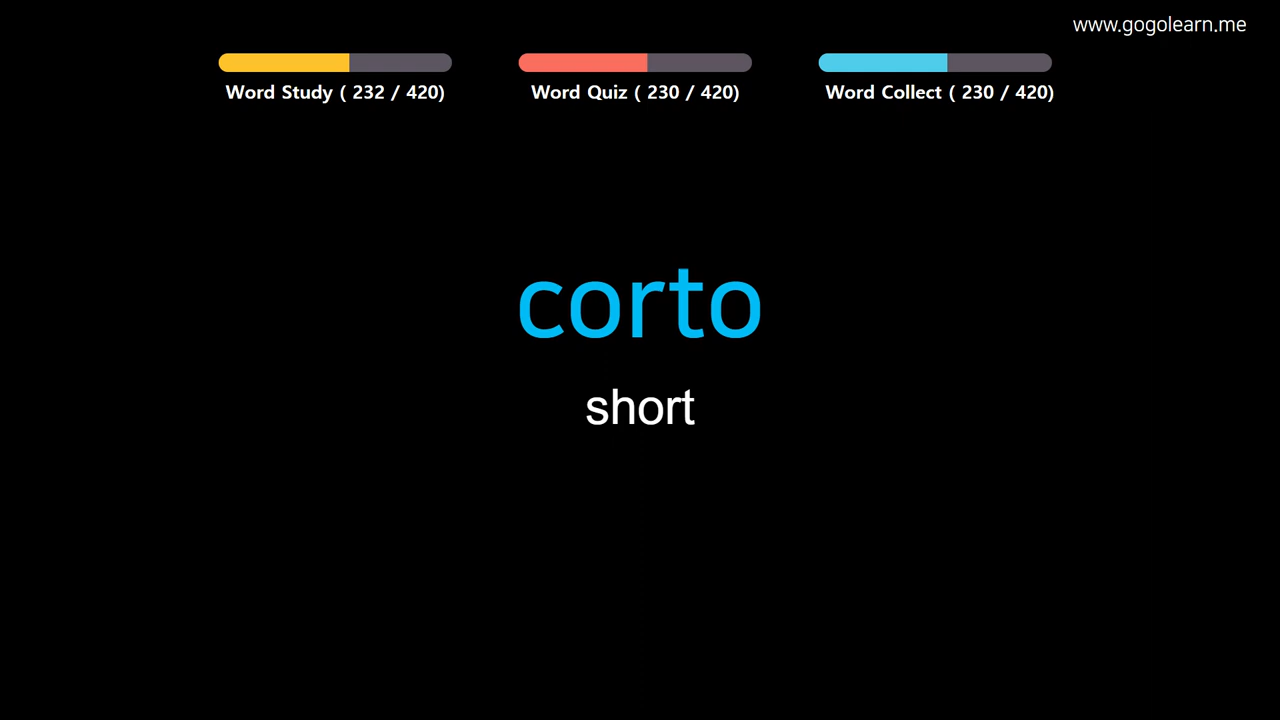 www.gogolearn.me
Word Study ( 232 / 420)
Word Quiz ( 230 / 420)
Word Collect ( 230 / 420)
corto
short